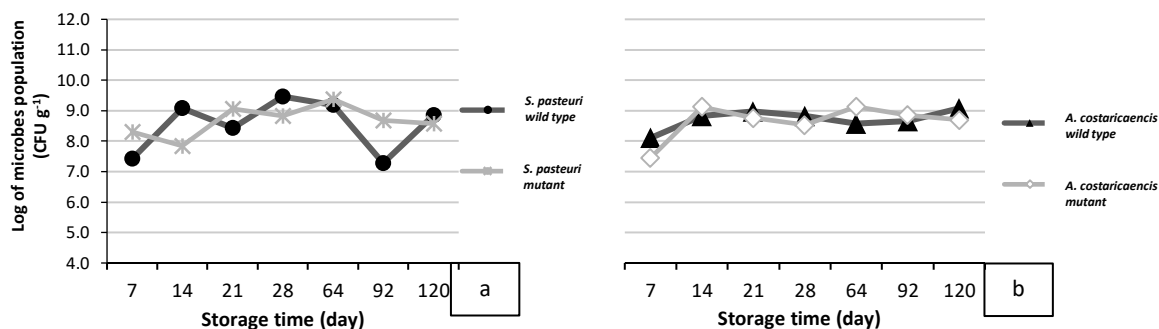 Log of microbes population
(CFU g⁻¹)
12.0
11.0
10.0
9.0
8.0
7.0
6.0
5.0
4.0
7 14 21 28 64 92 120
Storage time (day)
S. pasteuri
wild type
S. pasteuri
mutant
a
7 14 21 28 64 92 120
Storage time (day)
A. costaricaencis
wild type
A. costaricaencis
mutant
b